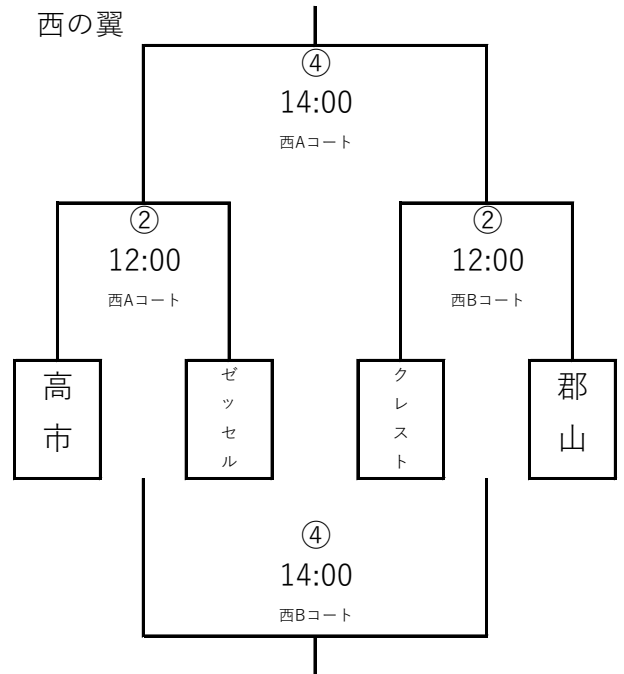 西の翼
④
14:00
西Aコート
②
12:00
西Aコート
②
12:00
西Bコート
高市
ゼッセル
クレスト
郡山
④
14:00
西Bコート